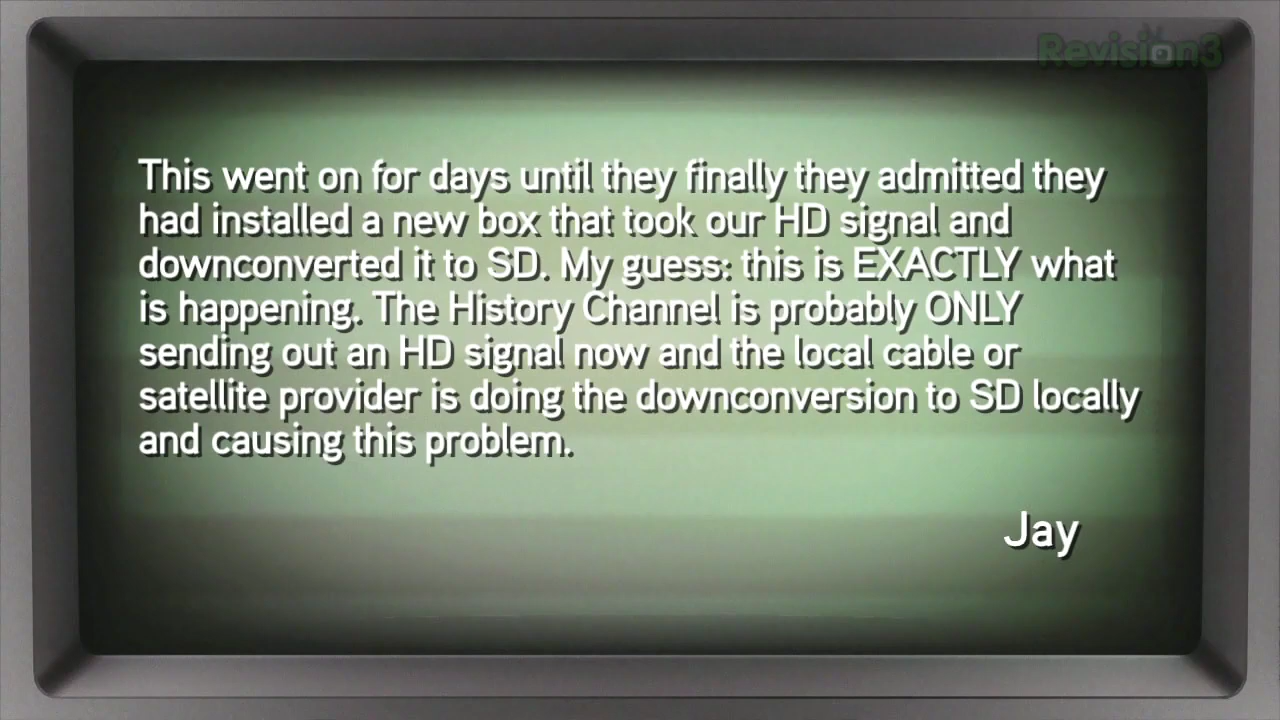 Revision3
This went on for days until they finally they admitted they
had installed a new box that took our HD signal and
downconverted it to SD. My guess: this is EXACTLY what
is happening. The History Channel is probably ONLY
sending out an HD signal now and the local cable or
satellite provider is doing the downconversion to SD locally
and causing this problem.
Jay